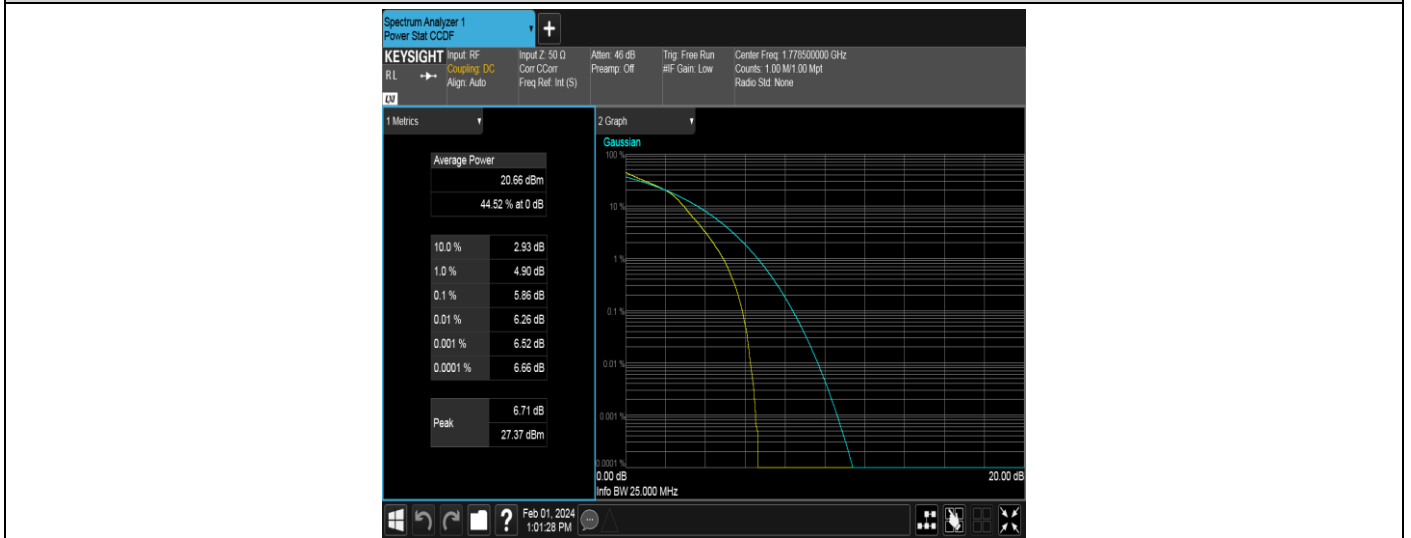 Spectrum Analyzer 1
Power Stat CCDF
+
KEYSIGHT
RL
LXI
Input: RF
Coupling: DC
Align: Auto
Input Z: 50 Ω
Corr CCorr
Freq Ref: Int (S)
Atten: 46 dB
Preamp: Off
Trig: Free Run
#IF Gain: Low
Center Freq: 1.778500000 GHz
Counts: 1.00 M/1.00 Mpt
Radio Std: None
1 Metrics
Average Power
20.66 dBm
44.52 % at 0 dB
10.0 % 2.93 dB
1.0 % 4.90 dB
0.1 % 5.86 dB
0.01 % 6.26 dB
0.001 % 6.52 dB
0.0001 % 6.66 dB
Peak
6.71 dB
27.37 dBm
2 Graph
Gaussian
100 %
10 %
1 %
0.1 %
0.01 %
0.001 %
0.0001 %
0.00 dB 20.00 dB
Info BW 25.000 MHz
?
Feb 01, 2024
1:01:28 PM